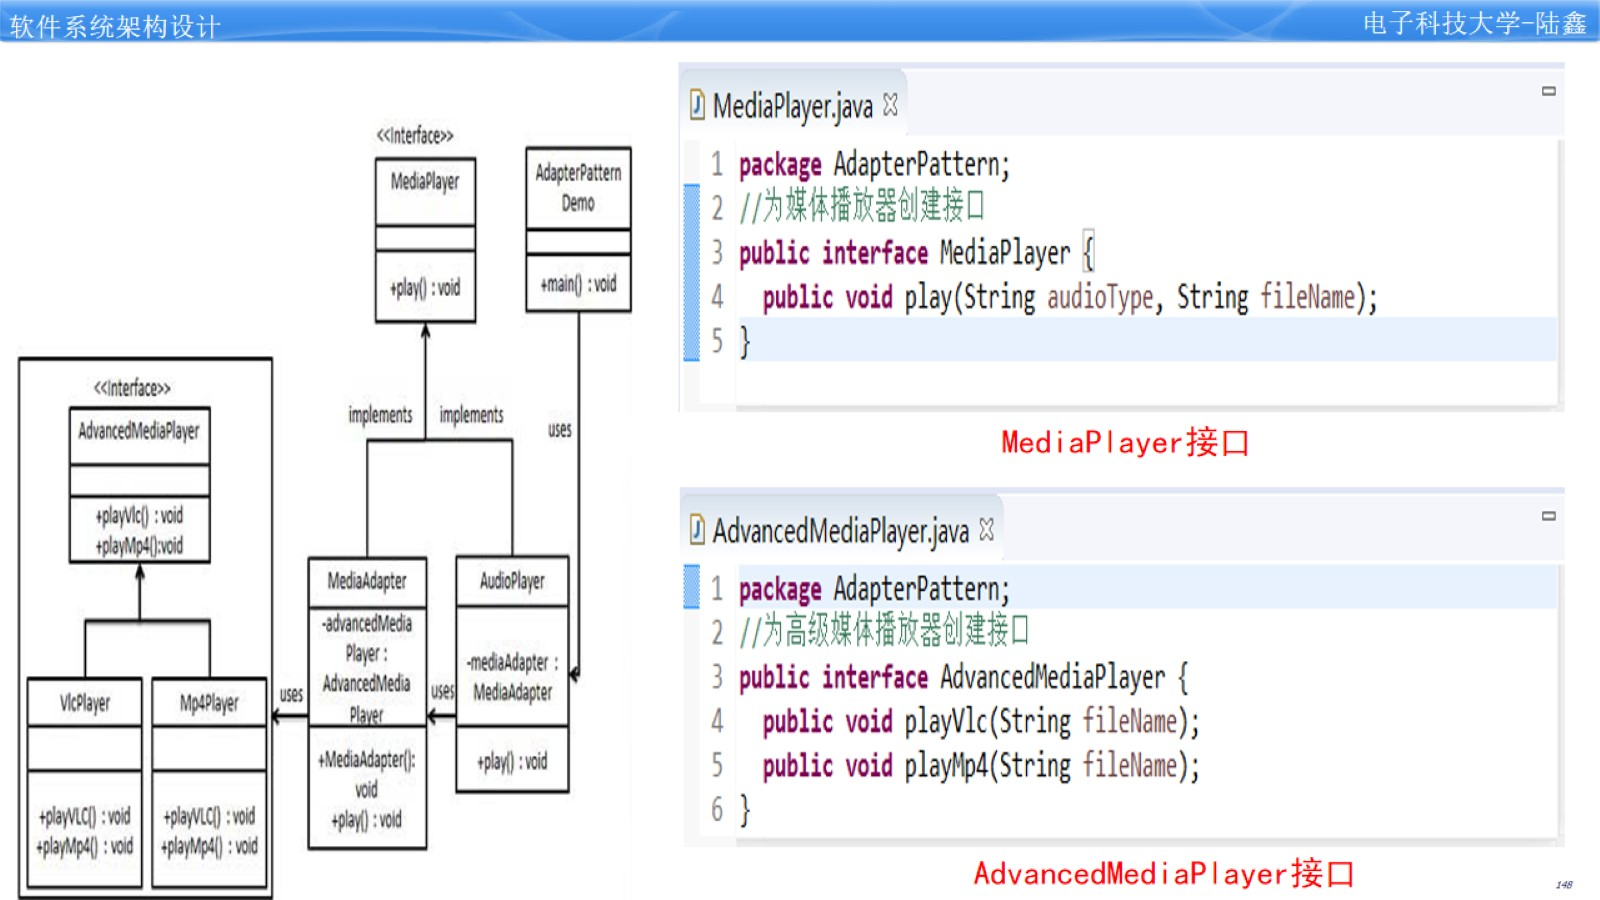 软件系统架构设计
电子科技大学-陆鑫
<<Interface>>
MediaPlayer
+play() : void
AdapterPattern
Demo
+main() : void
implements
implements
uses
<<Interface>>
AdvancedMediaPlayer
+playVlc() : void
+playMp4():void
VlcPlayer
+playVLC() : void
+playMp4() : void
Mp4Player
+playVLC() : void
+playMp4() : void
uses
MediaAdapter
-advancedMedia
Player :
AdvancedMedia
Player
+MediaAdapter():
void
+play() : void
uses
AudioPlayer
-mediaAdapter :
MediaAdapter
+play() : void
MediaPlayer.java
1 package AdapterPattern;
2 //为媒体播放器创建接口
3 public interface MediaPlayer {
4 public void play(String audioType, String fileName);
5 }
MediaPlayer接口
AdvancedMediaPlayer.java
1 package AdapterPattern;
2 //为高级媒体播放器创建接口
3 public interface AdvancedMediaPlayer {
4 public void playVlc(String fileName);
5 public void playMp4(String fileName);
6 }
AdvancedMediaPlayer接口
148